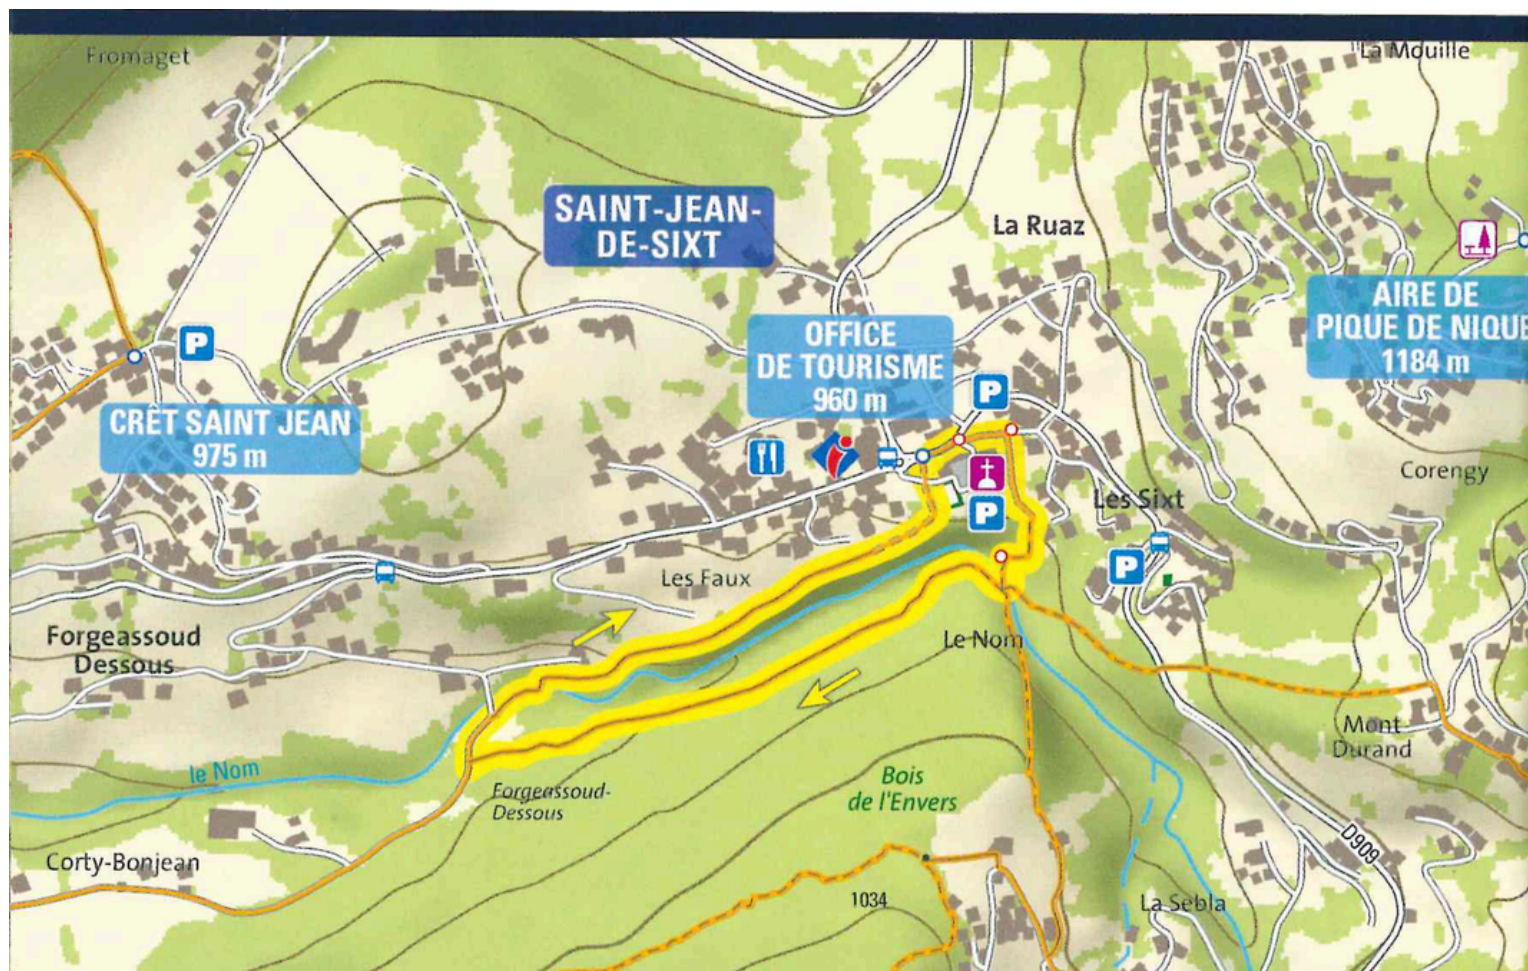 Fromaget
La Mouille
SAINT-JEAN-
DE-SIXT
La Ruaz
AIRE DE
PIQUE DE NIQUE
1184 m
OFFICE
DE TOURISME
960 m
P
P
CRÊT SAINT JEAN
975 m
Corengy
Les Sixt
P
P
Les Faux
Forgeassoud
Dessous
Le Nom
Mont
Durand
le Nom
Bois
de l'Envers
Forgeassoud-
Dessous
D909
Corty-Bonjean
1034
La Sebla